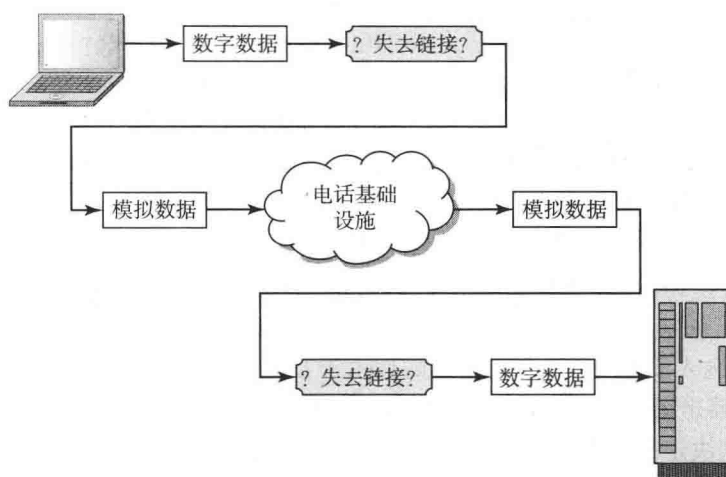 数字数据
? 失去链接?
模拟数据
电话基础
设施
模拟数据
? 失去链接?
数字数据